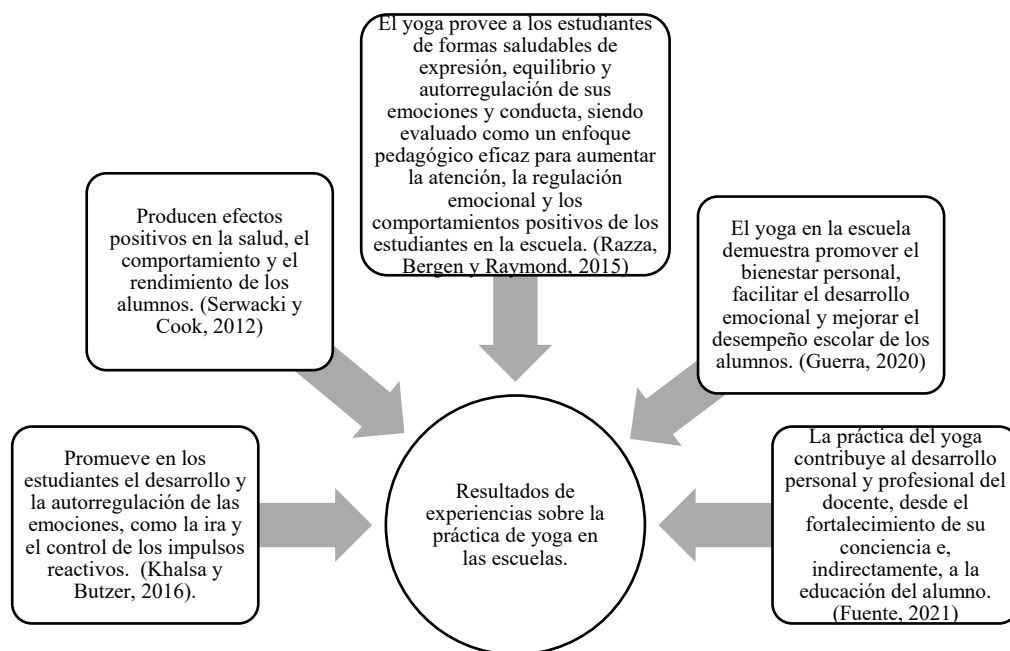 El yoga provee a los estudiantes
de formas saludables de
expresión, equilibrio y
autorregulación de sus
emociones y conducta, siendo
evaluado como un enfoque
pedagógico eficaz para aumentar
la atención, la regulación
emocional y los
comportamientos positivos de los
estudiantes en la escuela. (Razza,
Bergen y Raymond, 2015)
Producen efectos
positivos en la salud, el
comportamiento y el
rendimiento de los
alumnos. (Serwacki y
Cook, 2012)
El yoga en la escuela
demuestra promover el
bienestar personal,
facilitar el desarrollo
emocional y mejorar el
desempeño escolar de los
alumnos. (Guerra, 2020)
Promueve en los
estudiantes el desarrollo y
la autorregulación de las
emociones, como la ira y
el control de los impulsos
reactivos. (Khalsa y
Butzer, 2016).
Resultados de
experiencias sobre la
práctica de yoga en
las escuelas.
La práctica del yoga
contribuye al desarrollo
personal y profesional del
docente, desde el
fortalecimiento de su
conciencia e,
indirectamente, a la
educación del alumno.
(Fuente, 2021)